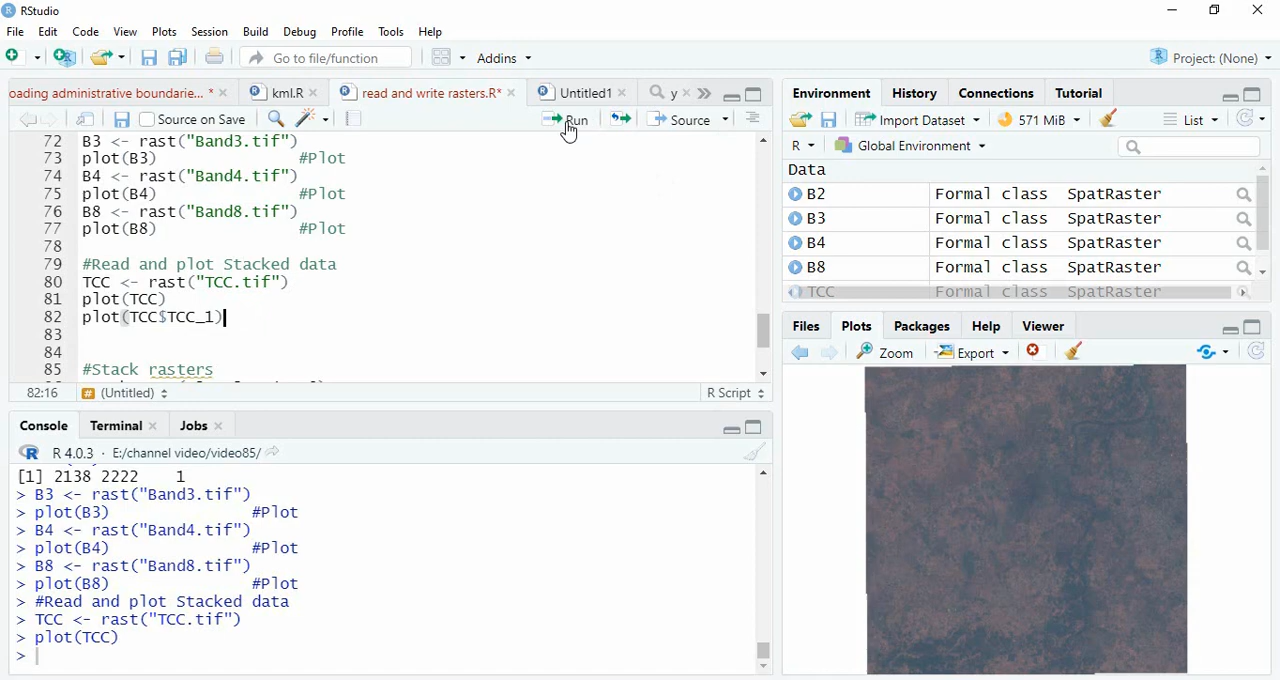 RStudio
File Edit Code View Plots Session Build Debug Profile Tools Help
Go to file/function Addins Project: (None)
oading administrative boundarie... * kml.R read and write rasters.R* Untitled1 y
Source on Save Run Source
72 B3 <- rast("Band3.tif")
73 plot(B3) #Plot
74 B4 <- rast("Band4.tif")
75 plot(B4) #Plot
76 B8 <- rast("Band8.tif")
77 plot(B8) #Plot
78
79 #Read and plot Stacked data
80 TCC <- rast("TCC.tif")
81 plot(TCC)
82 plot(TCC$TCC_1)
83
84
85 #Stack rasters
82:16 # (Untitled) R Script
Console Terminal Jobs
R 4.0.3 · E:/channel video/video85/
[1] 2138 2222 1
> B3 <- rast("Band3.tif")
> plot(B3) #Plot
> B4 <- rast("Band4.tif")
> plot(B4) #Plot
> B8 <- rast("Band8.tif")
> plot(B8) #Plot
> #Read and plot Stacked data
> TCC <- rast("TCC.tif")
> plot(TCC)
>
Environment History Connections Tutorial
Import Dataset 571 MiB List
R Global Environment
Data
B2 Formal class SpatRaster
B3 Formal class SpatRaster
B4 Formal class SpatRaster
B8 Formal class SpatRaster
TCC Formal class SpatRaster
Files Plots Packages Help Viewer
Zoom Export